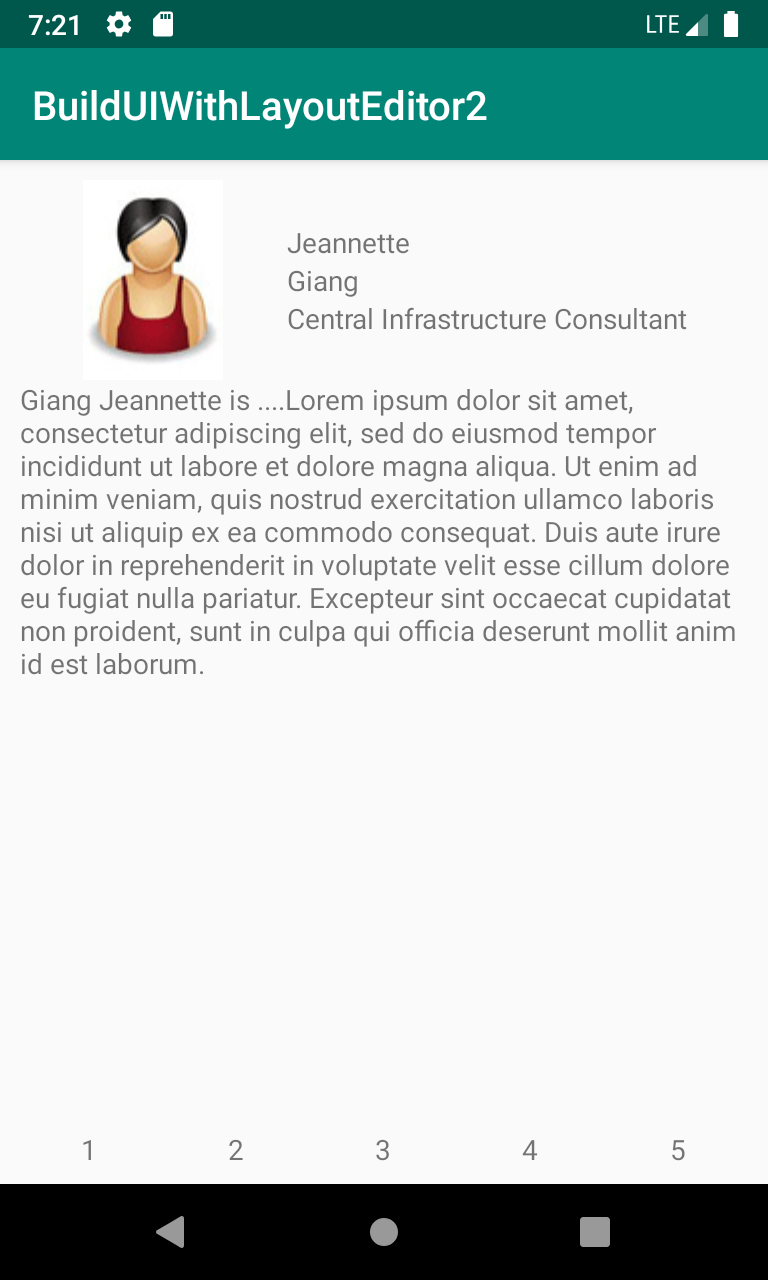 7:21 LTE
BuildUIWithLayoutEditor2
Jeannette
Giang
Central Infrastructure Consultant
Giang Jeannette is ....Lorem ipsum dolor sit amet,
consectetur adipiscing elit, sed do eiusmod tempor
incididunt ut labore et dolore magna aliqua. Ut enim ad
minim veniam, quis nostrud exercitation ullamco laboris
nisi ut aliquip ex ea commodo consequat. Duis aute irure
dolor in reprehenderit in voluptate velit esse cillum dolore
eu fugiat nulla pariatur. Excepteur sint occaecat cupidatat
non proident, sunt in culpa qui officia deserunt mollit anim
id est laborum.
1 2 3 4 5